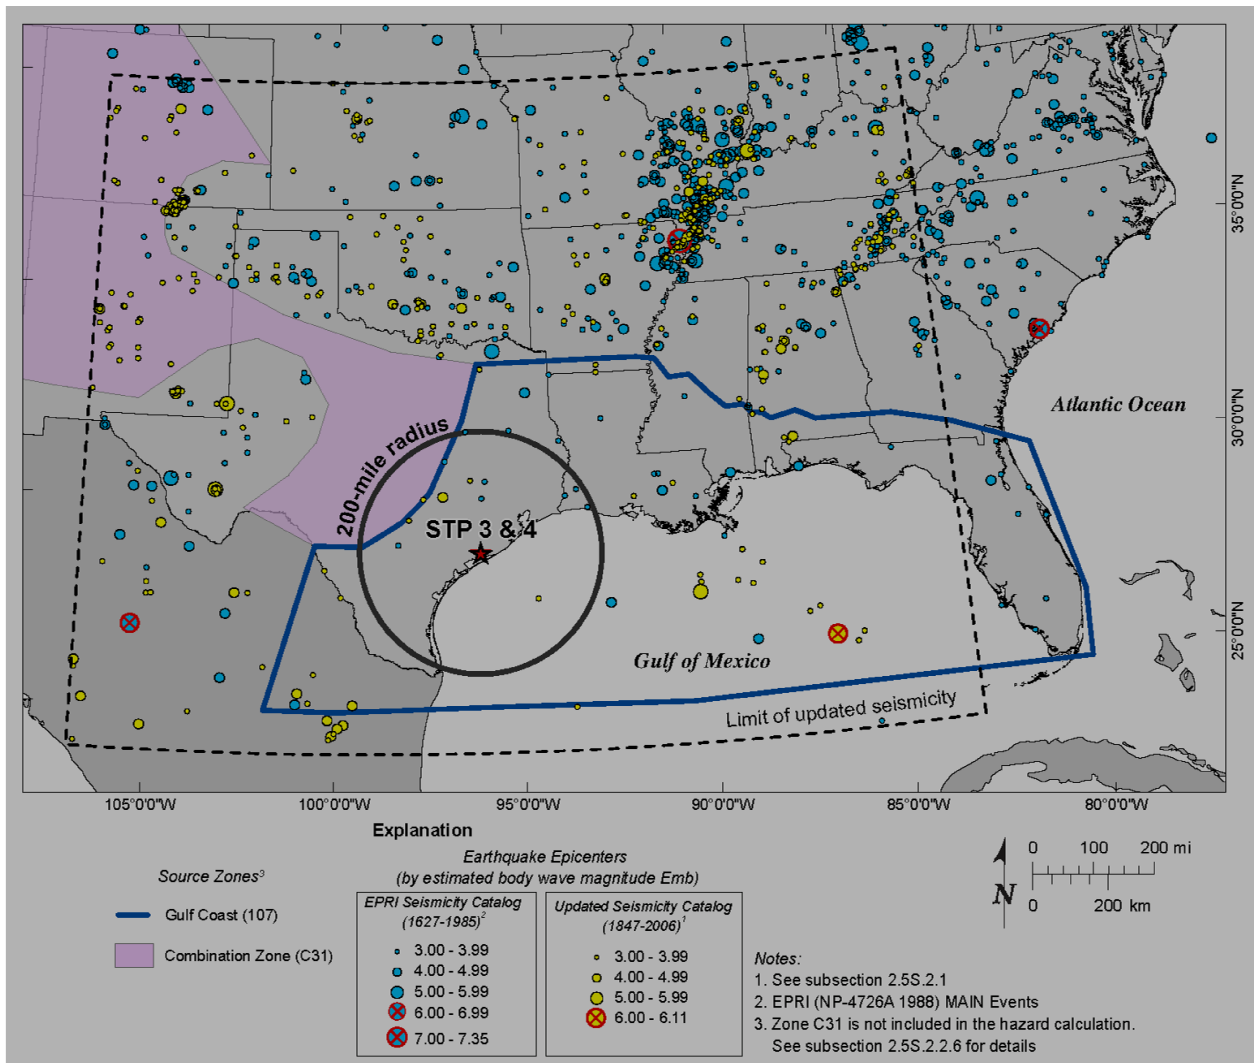 35°0'0"N
30°0'0"N
25°0'0"N
Atlantic Ocean
200-mile radius
STP 3 & 4
Gulf of Mexico
Limit of updated seismicity
105°0'0"W
100°0'0"W
95°0'0"W
90°0'0"W
85°0'0"W
80°0'0"W
Explanation
Source Zones³
Gulf Coast (107)
Combination Zone (C31)
Earthquake Epicenters
(by estimated body wave magnitude Emb)
EPRI Seismicity Catalog
(1627-1985)²
3.00 - 3.99
4.00 - 4.99
5.00 - 5.99
6.00 - 6.99
7.00 - 7.35
Updated Seismicity Catalog
(1847-2006)¹
3.00 - 3.99
4.00 - 4.99
5.00 - 5.99
6.00 - 6.11
N
0 100 200 mi
0 200 km
Notes:
1. See subsection 2.5S.2.1
2. EPRI (NP-4726A 1988) MAIN Events
3. Zone C31 is not included in the hazard calculation.
See subsection 2.5S.2.2.6 for details